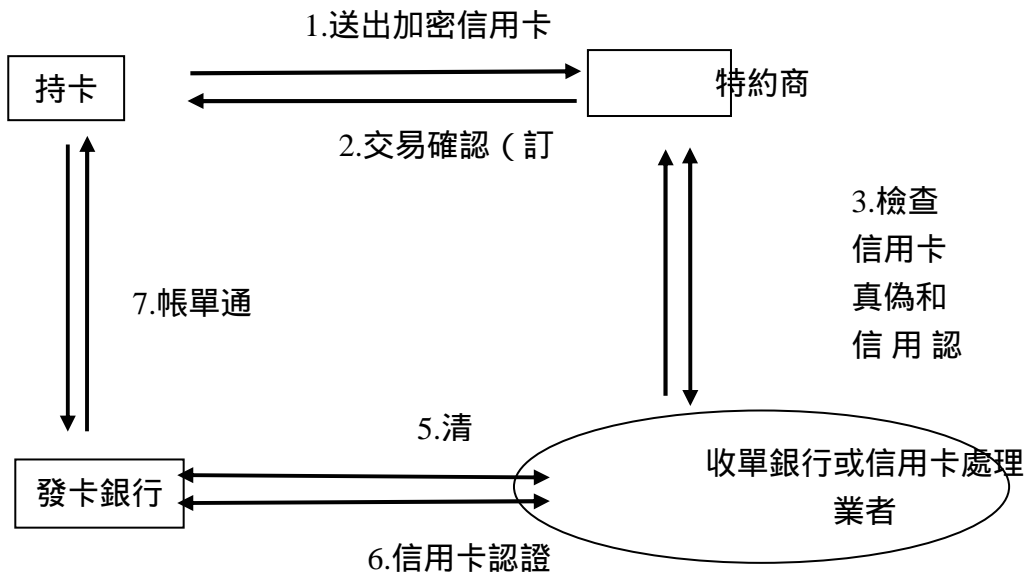 1.送出加密信用卡
持卡
特約商
2.交易確認（訂
3.檢查
信用卡
真偽和
信用認
7.帳單通
5.清
收單銀行或信用卡處理
業者
發卡銀行
6.信用卡認證